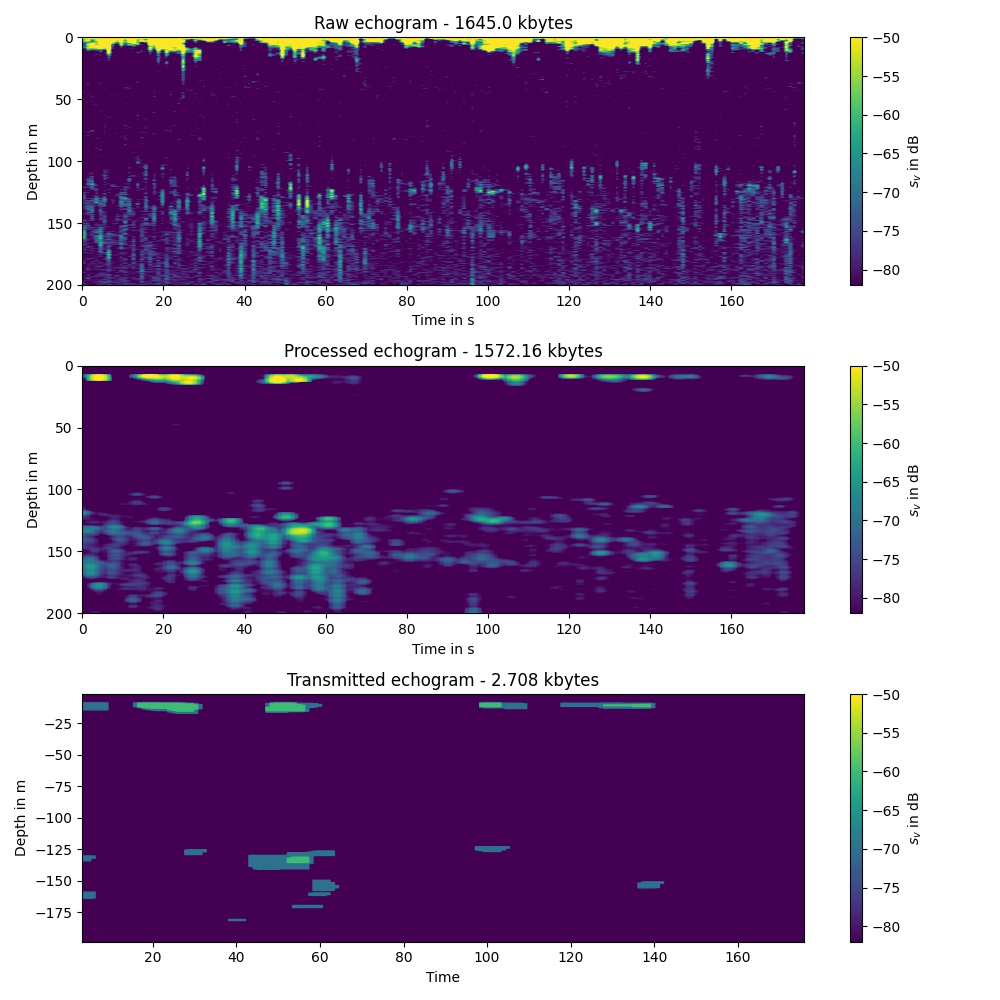 Raw echogram - 1645.0 kbytes
0
50
100
150
200
Depth in m
0 20 40 60 80 100 120 140 160
Time in s
−50
−55
−60
−65
−70
−75
−80
sv in dB
Processed echogram - 1572.16 kbytes
0
50
100
150
200
Depth in m
0 20 40 60 80 100 120 140 160
Time in s
−50
−55
−60
−65
−70
−75
−80
sv in dB
Transmitted echogram - 2.708 kbytes
−25
−50
−75
−100
−125
−150
−175
Depth in m
20 40 60 80 100 120 140 160
Time
−50
−55
−60
−65
−70
−75
−80
sv in dB